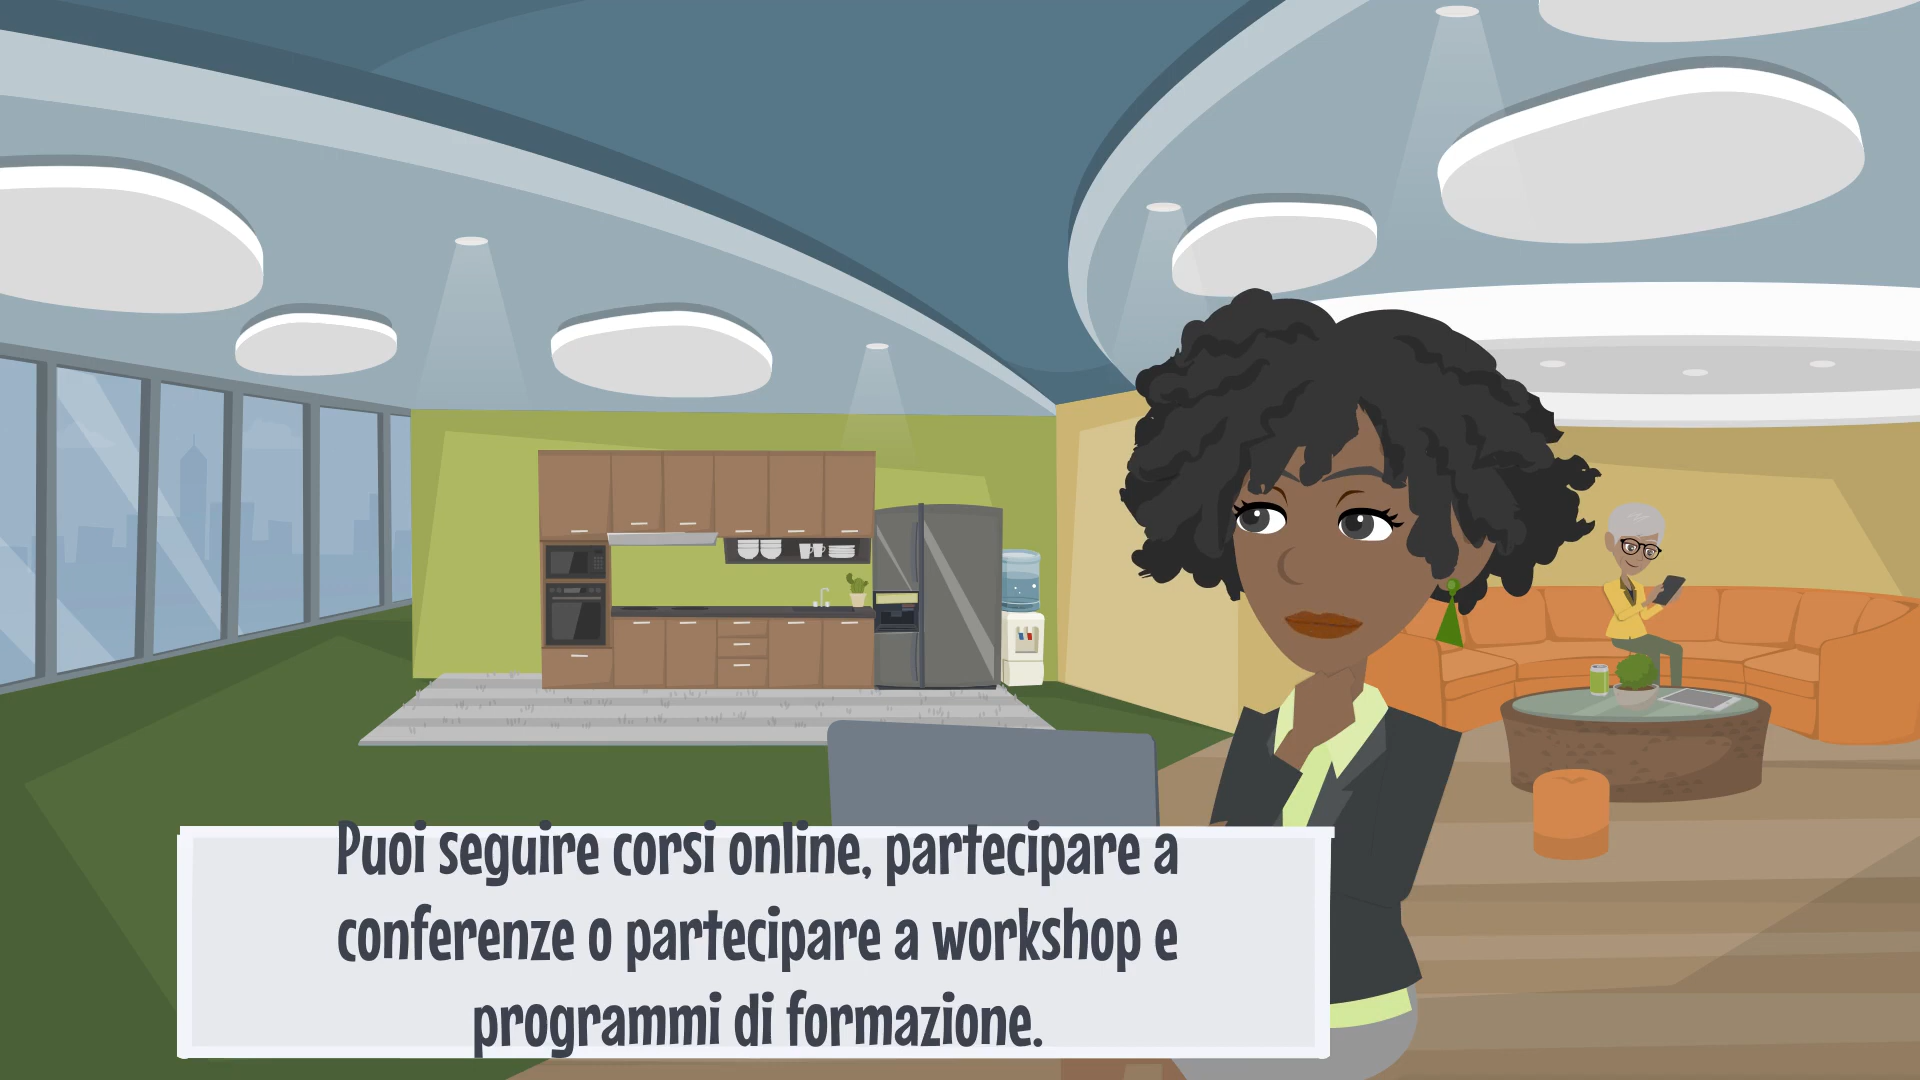 Puoi seguire corsi online, partecipare a
conferenze o partecipare a workshop e
programmi di formazione.